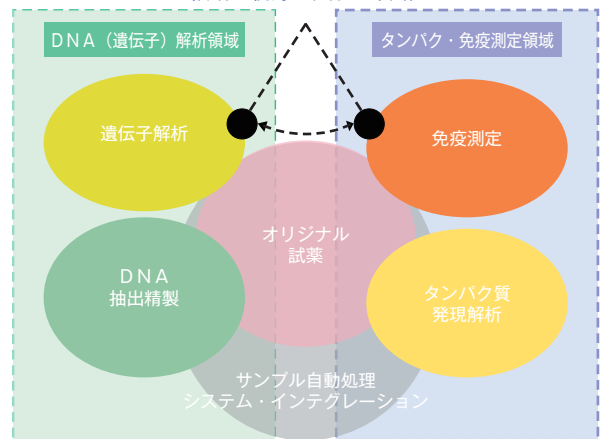 DNA（遺伝子）解析領域
タンパク・免疫測定領域
遺伝子解析
免疫測定
オリジナル
試薬
DNA
抽出精製
タンパク質
発現解析
サンプル自動処理
システム・インテグレーション